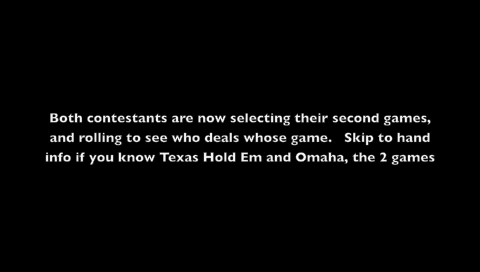 Both contestants are now selecting their second games,
and rolling to see who deals whose game.   Skip to hand
info if you know Texas Hold Em and Omaha, the 2 games